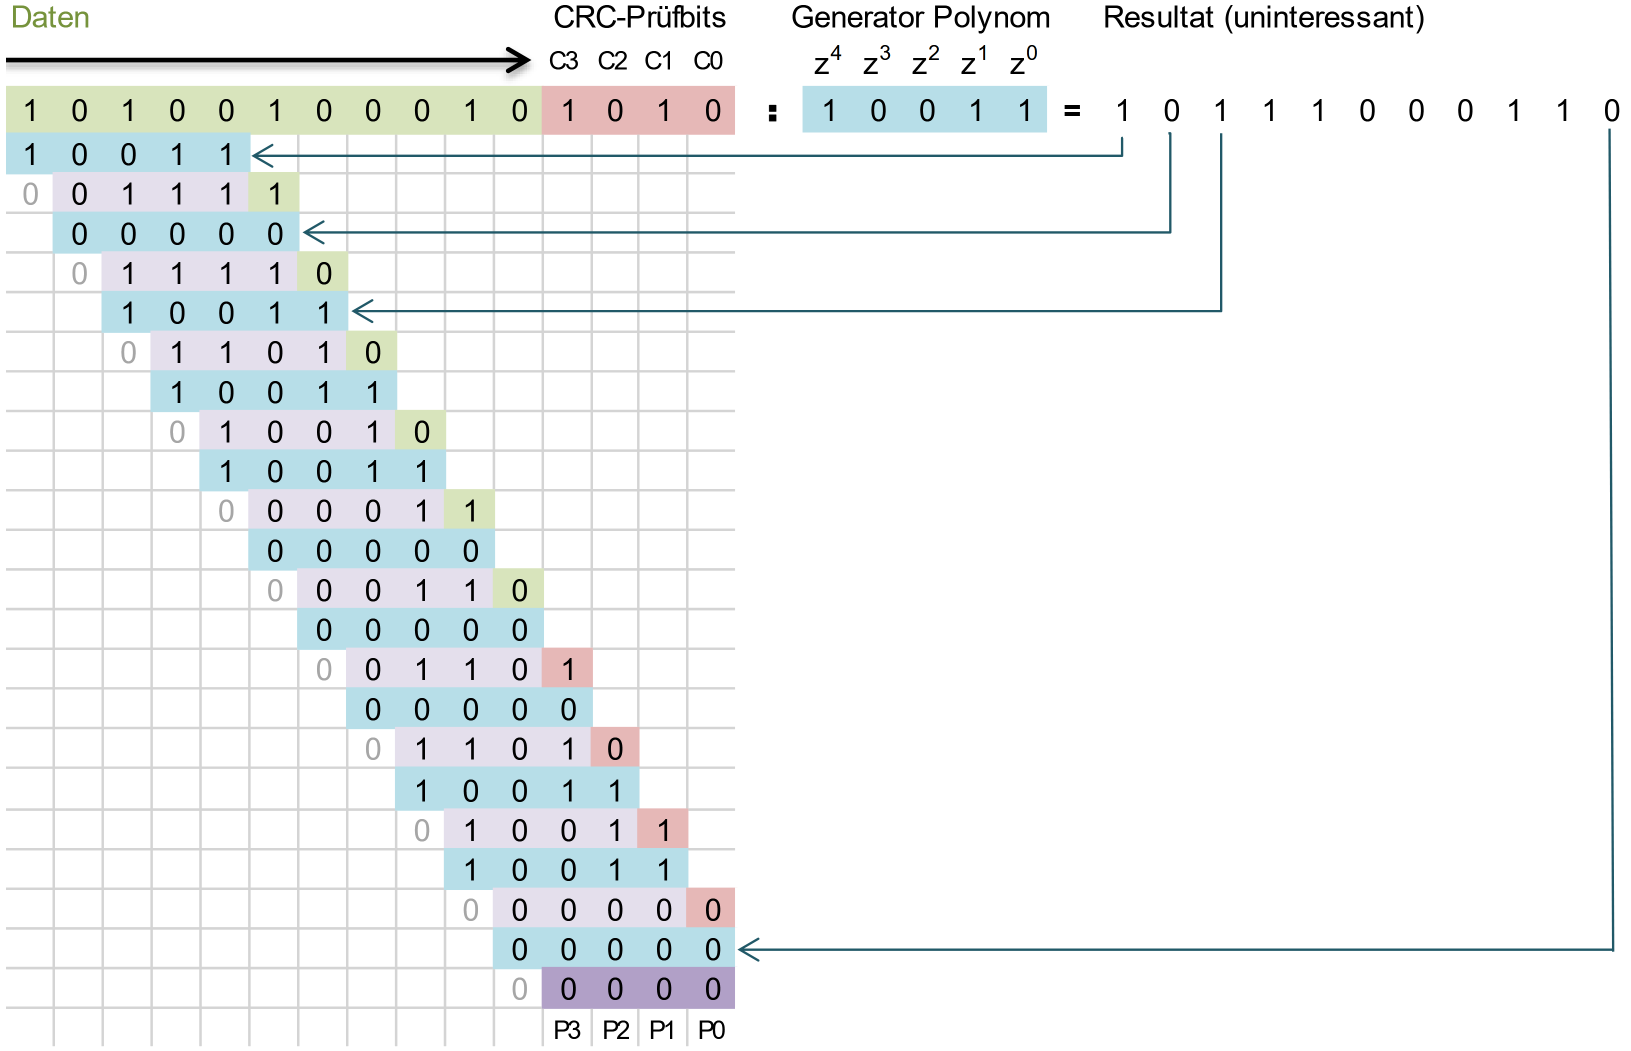 Daten CRC-Prüfbits Generator Polynom Resultat (uninteressant)
C3 C2 C1 C0 z⁴ z³ z² z¹ z⁰
1 0 1 0 0 1 0 0 0 1 0 1 0 1 0 : 1 0 0 1 1 = 1 0 1 1 1 0 0 0 1 1 0
1 0 0 1 1
0 0 1 1 1 1
0 0 0 0 0
0 1 1 1 1 0
1 0 0 1 1
0 1 1 0 1 0
1 0 0 1 1
0 1 0 0 1 0
1 0 0 1 1
0 0 0 0 1 1
0 0 0 0 0
0 0 0 1 1 0
0 0 0 0 0
0 0 1 1 0 1
0 0 0 0 0
0 1 1 0 1 0
1 0 0 1 1
0 1 0 0 1 1
1 0 0 1 1
0 0 0 0 0 0
0 0 0 0 0
0 0 0 0 0
P3 P2 P1 P0